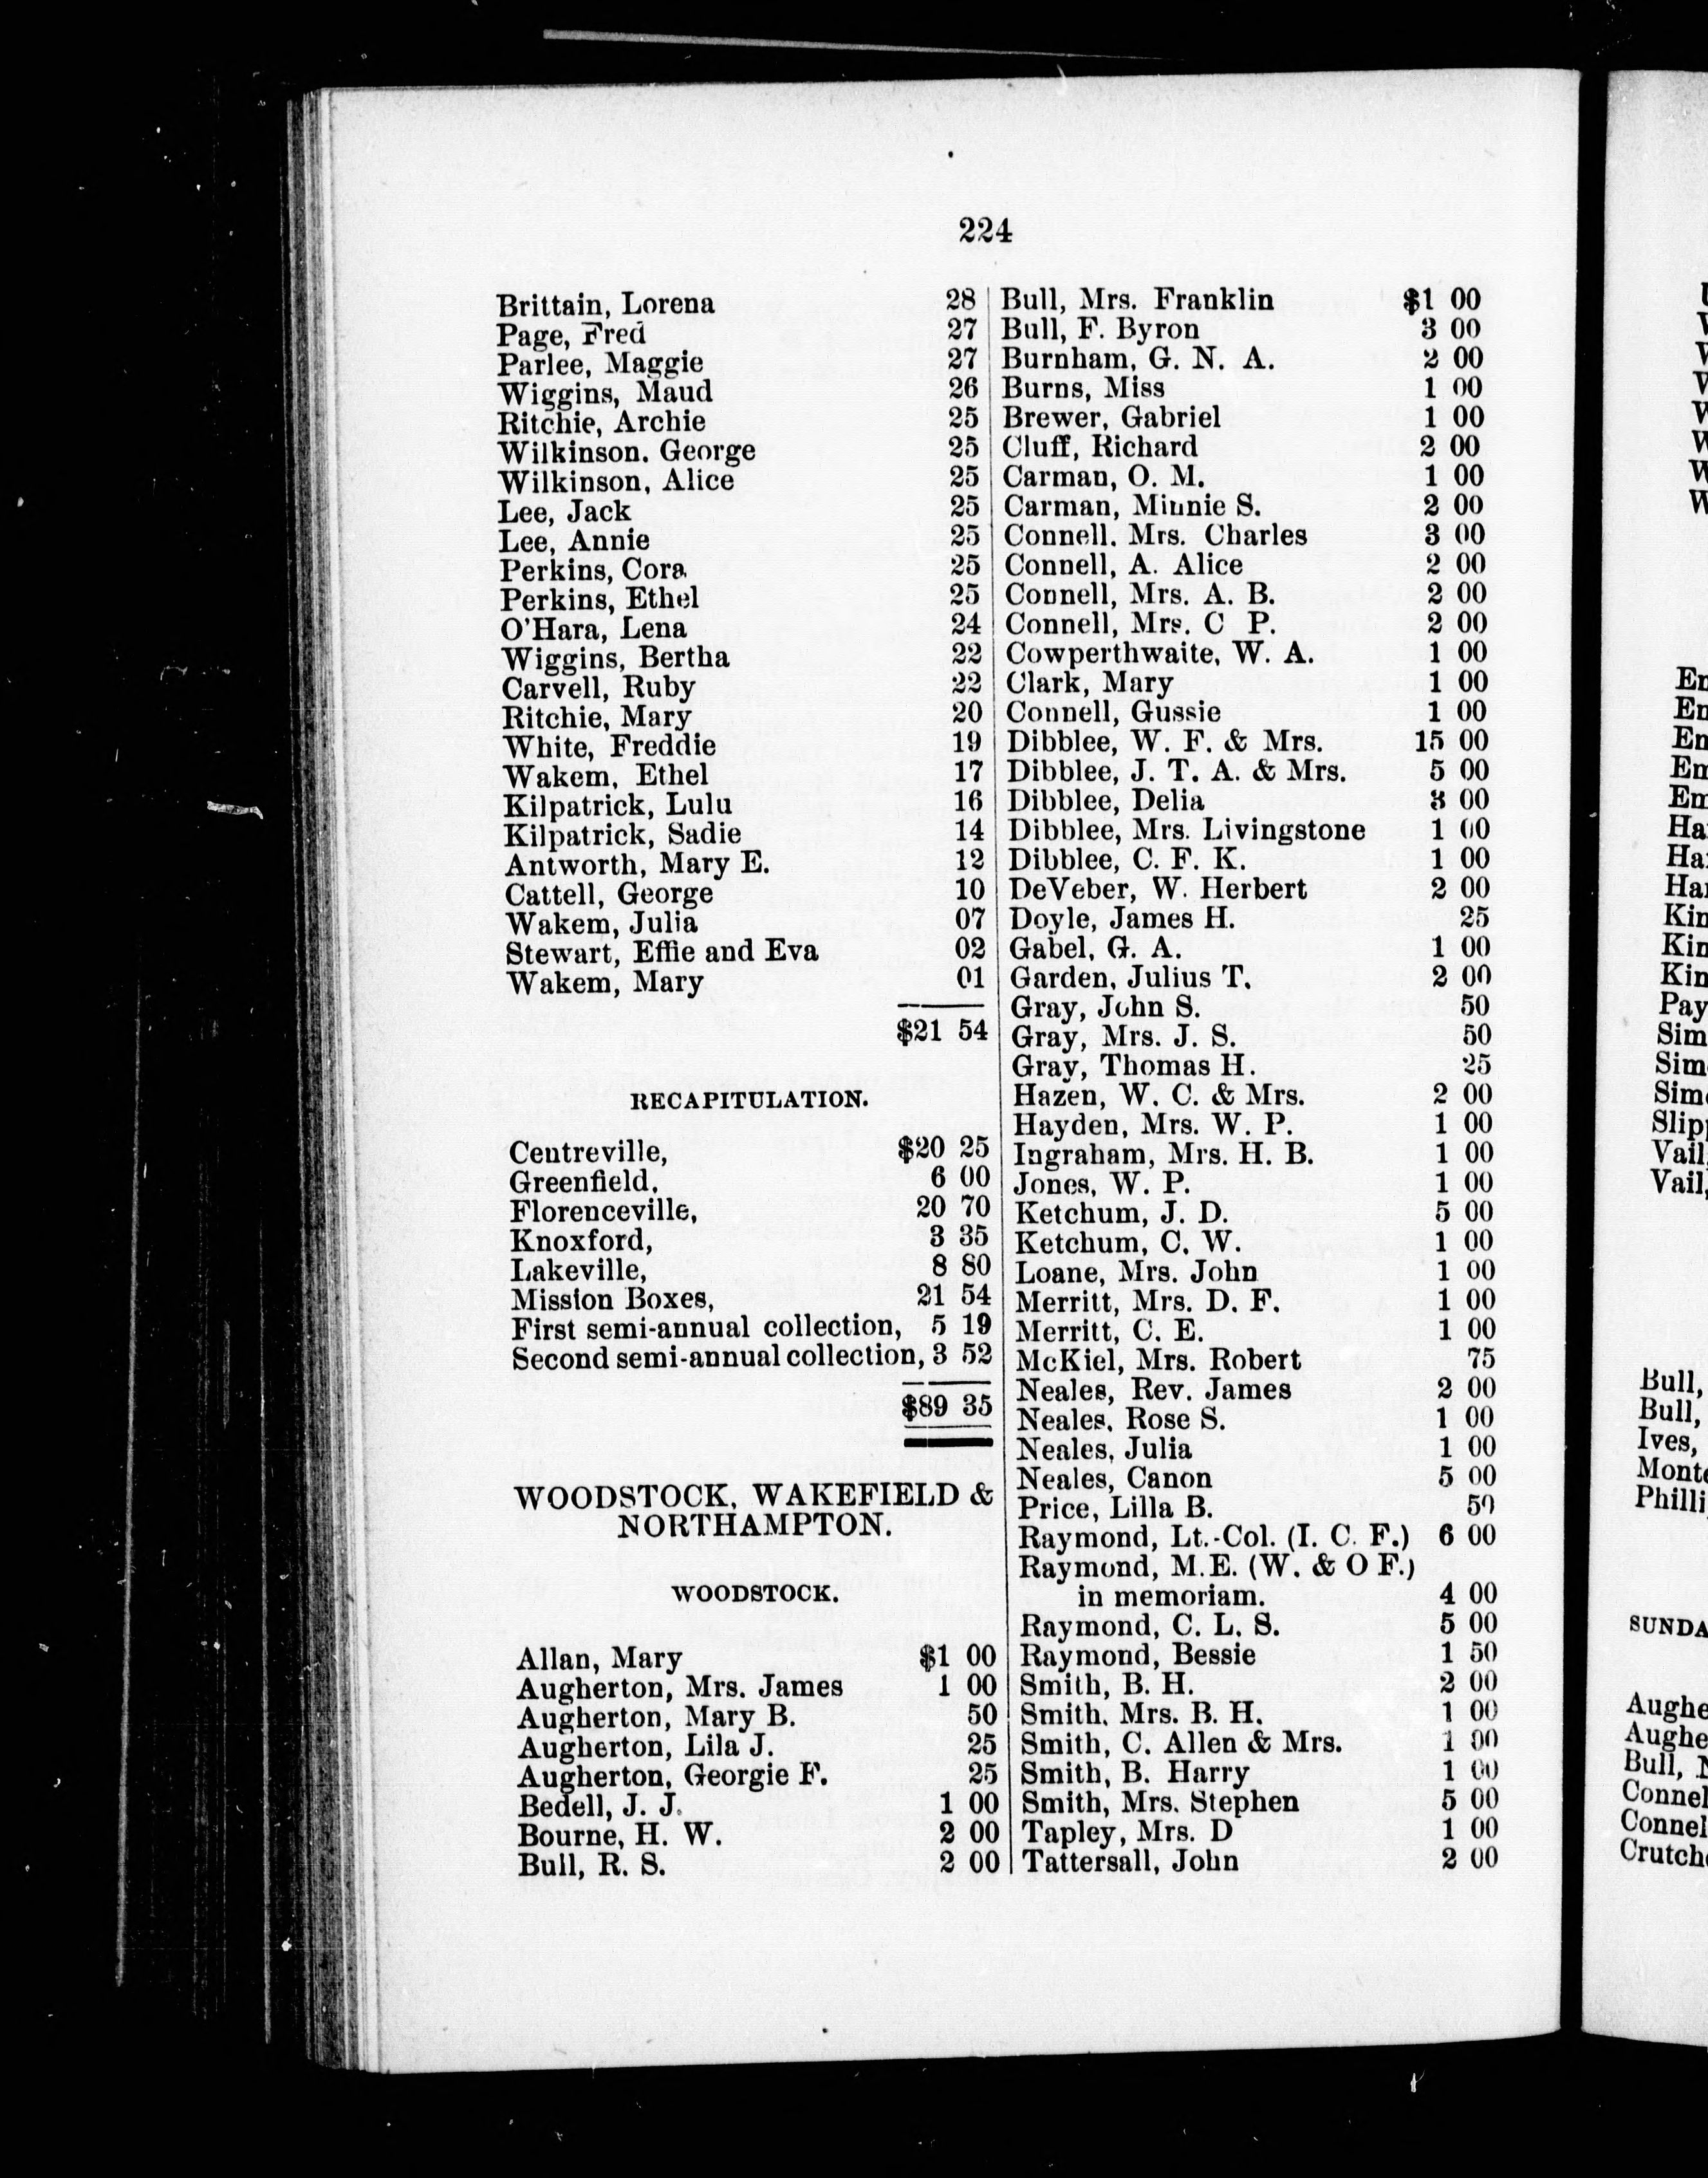 224
Brittain, Lorena 28
Page, Fred 27
Parlee, Maggie 27
Wiggins, Maud 26
Ritchie, Archie 25
Wilkinson. George 25
Wilkinson, Alice 25
Lee, Jack 25
Lee, Annie 25
Perkins, Cora 25
Perkins, Ethel 25
O'Hara, Lena 24
Wiggins, Bertha 22
Carvell, Ruby 22
Ritchie, Mary 20
White, Freddie 19
Wakem, Ethel 17
Kilpatrick, Lulu 16
Kilpatrick, Sadie 14
Antworth, Mary E. 12
Cattell, George 10
Wakem, Julia 07
Stewart, Effie and Eva 02
Wakem, Mary 01
$21 54
RECAPITULATION.
Centreville, $20 25
Greenfield, 6 00
Florenceville, 20 70
Knoxford, 3 35
Lakeville, 8 80
Mission Boxes, 21 54
First semi-annual collection, 5 19
Second semi-annual collection, 3 52
$89 35
WOODSTOCK, WAKEFIELD &
NORTHAMPTON.
WOODSTOCK.
Allan, Mary $1 00
Augherton, Mrs. James 1 00
Augherton, Mary B. 50
Augherton, Lila J. 25
Augherton, Georgie F. 25
Bedell, J. J. 1 00
Bourne, H. W. 2 00
Bull, R. S. 2 00
Bull, Mrs. Franklin $1 00
Bull, F. Byron 3 00
Burnham, G. N. A. 2 00
Burns, Miss 1 00
Brewer, Gabriel 1 00
Cluff, Richard 2 00
Carman, O. M. 1 00
Carman, Minnie S. 2 00
Connell. Mrs. Charles 3 00
Connell, A. Alice 2 00
Connell, Mrs. A. B. 2 00
Connell, Mrs. C P. 2 00
Cowperthwaite, W. A. 1 00
Clark, Mary 1 00
Connell, Gussie 1 00
Dibblee, W. F. & Mrs. 15 00
Dibblee, J. T. A. & Mrs. 5 00
Dibblee, Delia 3 00
Dibblee, Mrs. Livingstone 1 00
Dibblee, C. F. K. 1 00
DeVeber, W. Herbert 2 00
Doyle, James H. 25
Gabel, G. A. 1 00
Garden, Julius T. 2 00
Gray, John S. 50
Gray, Mrs. J. S. 50
Gray, Thomas H. 25
Hazen, W. C. & Mrs. 2 00
Hayden, Mrs. W. P. 1 00
Ingraham, Mrs. H. B. 1 00
Jones, W. P. 1 00
Ketchum, J. D. 5 00
Ketchum, C. W. 1 00
Loane, Mrs. John 1 00
Merritt, Mrs. D. F. 1 00
Merritt, C. E. 1 00
McKiel, Mrs. Robert 75
Neales, Rev. James 2 00
Neales, Rose S. 1 00
Neales, Julia 1 00
Neales, Canon 5 00
Price, Lilla B. 50
Raymond, Lt.-Col. (I. C. F.) 6 00
Raymond, M.E. (W. & O F.)
in memoriam. 4 00
Raymond, C. L. S. 5 00
Raymond, Bessie 1 50
Smith, B. H. 2 00
Smith, Mrs. B. H. 1 00
Smith, C. Allen & Mrs. 1 00
Smith, B. Harry 1 00
Smith, Mrs. Stephen 5 00
Tapley, Mrs. D 1 00
Tattersall, John 2 00
Bull,
Bull,
Ives,
Vail,
Vail,